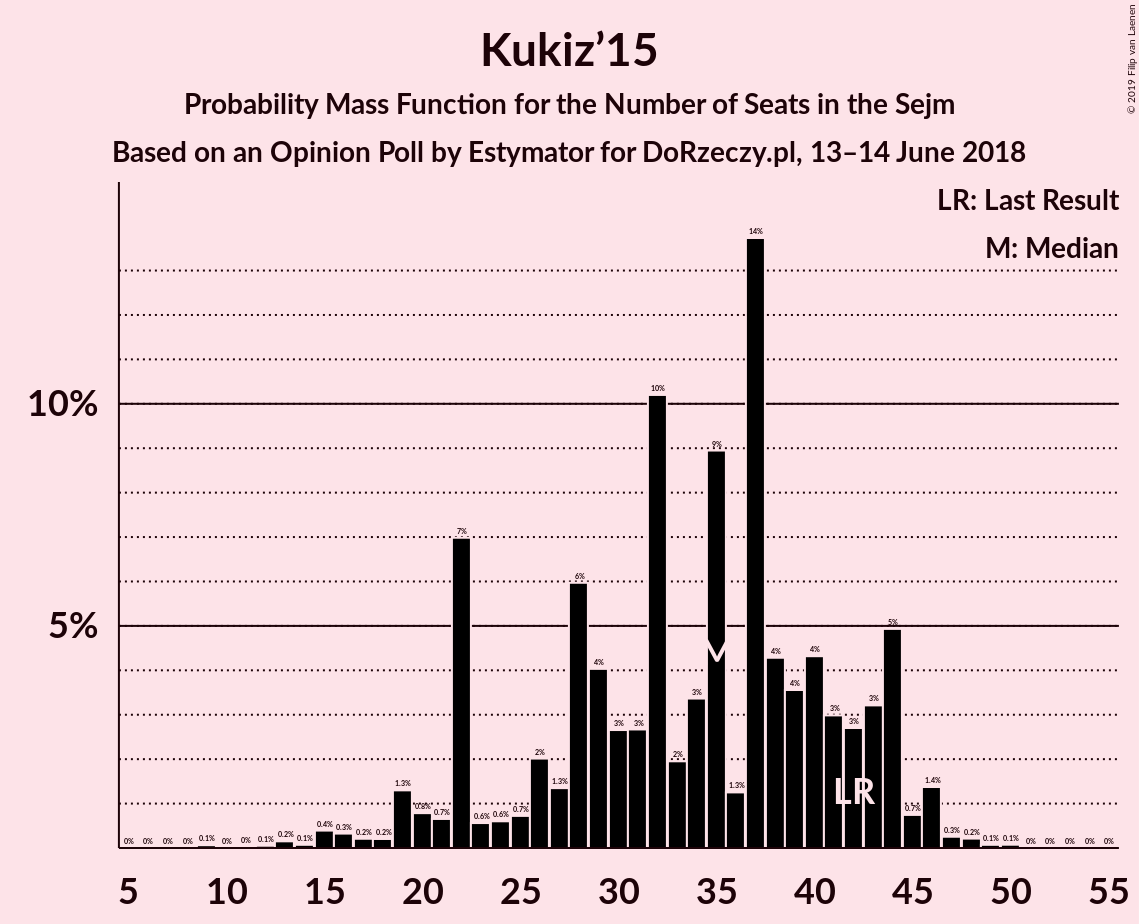 Kukiz’15
Probability Mass Function for the Number of Seats in the Sejm
Based on an Opinion Poll by Estymator for DoRzeczy.pl, 13–14 June 2018
© 2019 Filip van Laenen
LR: Last Result
M: Median
10%
5%
0% 0% 0% 0% 0.1% 0% 0% 0.1% 0.2% 0.1% 0.4% 0.3% 0.2% 0.2% 1.3% 0.8% 0.7% 7% 0.6% 0.6% 0.7% 2% 1.3% 6% 4% 3% 3% 10% 2% 3% 9% 1.3% 14% 4% 4% 4% 3% 3% 3% 5% 0.7% 1.4% 0.3% 0.2% 0.1% 0.1% 0% 0% 0% 0% 0%
LR
5 10 15 20 25 30 35 40 45 50 55